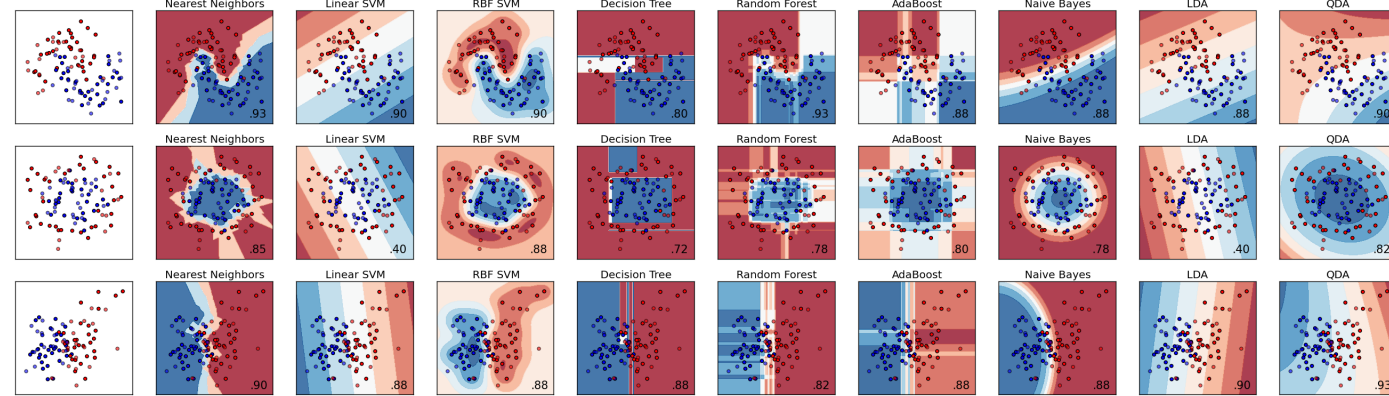 Nearest Neighbors Linear SVM RBF SVM Decision Tree Random Forest AdaBoost Naive Bayes LDA QDA
.93 .90 .90 .80 .93 .88 .88 .88 .90
Nearest Neighbors Linear SVM RBF SVM Decision Tree Random Forest AdaBoost Naive Bayes LDA QDA
.85 .40 .88 .72 .78 .80 .78 .40 .82
Nearest Neighbors Linear SVM RBF SVM Decision Tree Random Forest AdaBoost Naive Bayes LDA QDA
.90 .88 .88 .88 .82 .88 .88 .90 .93